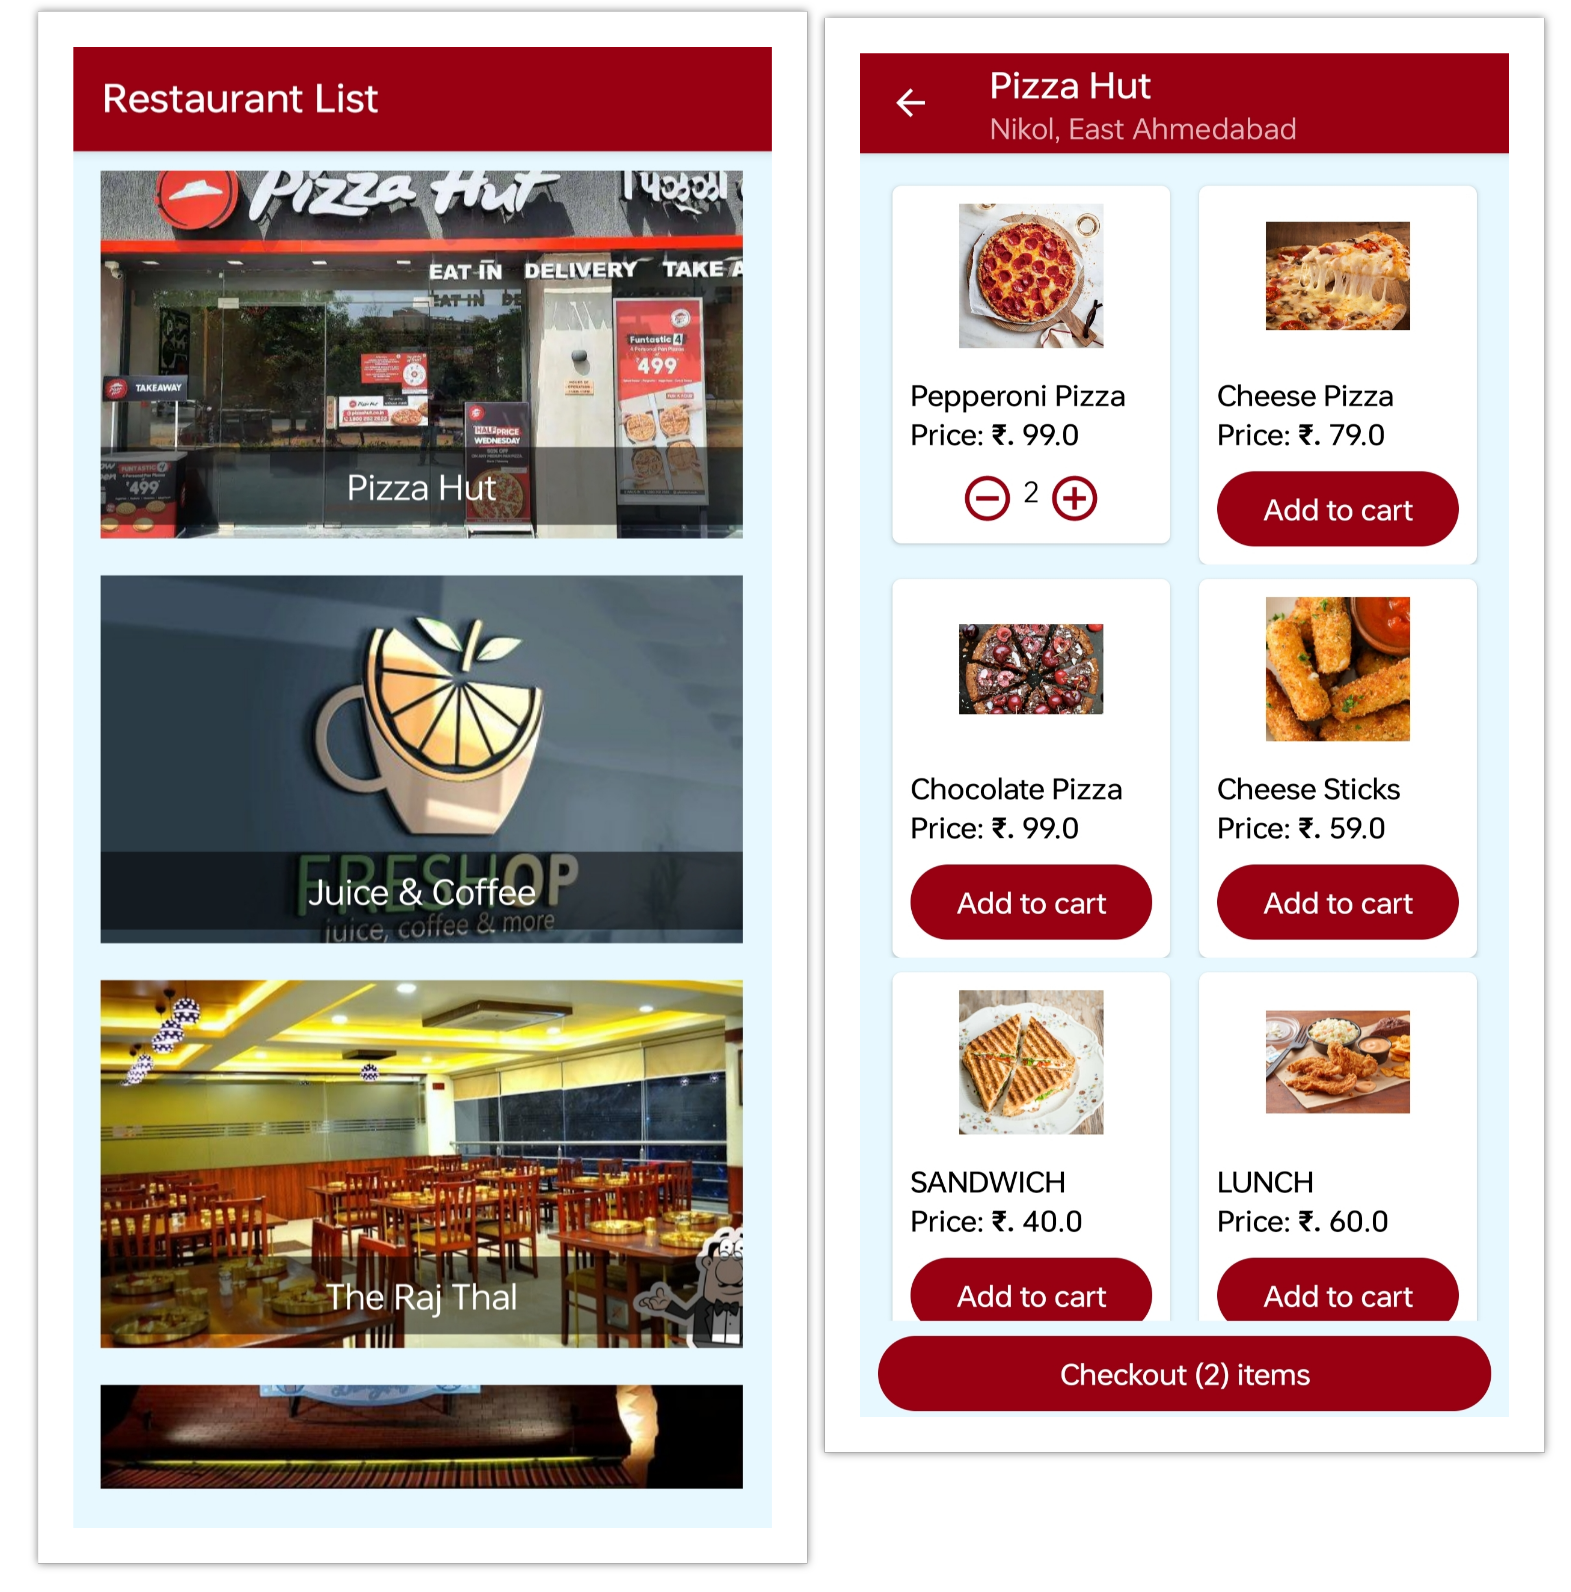 Restaurant List
Pizza Hut
EAT IN DELIVERY TAKE A
TAKEAWAY
Funtastic 4
499
HALF PRICE
WEDNESDAY
FUNTASTIC 4
'499
Pizza Hut
FRESHOP
Juice & Coffee
juice, coffee & more
The Raj Thal
Pizza Hut
Nikol, East Ahmedabad
Pepperoni Pizza
Price: ₹. 99.0
2
Cheese Pizza
Price: ₹. 79.0
Add to cart
Chocolate Pizza
Price: ₹. 99.0
Add to cart
Cheese Sticks
Price: ₹. 59.0
Add to cart
SANDWICH
Price: ₹. 40.0
Add to cart
LUNCH
Price: ₹. 60.0
Add to cart
Checkout (2) items